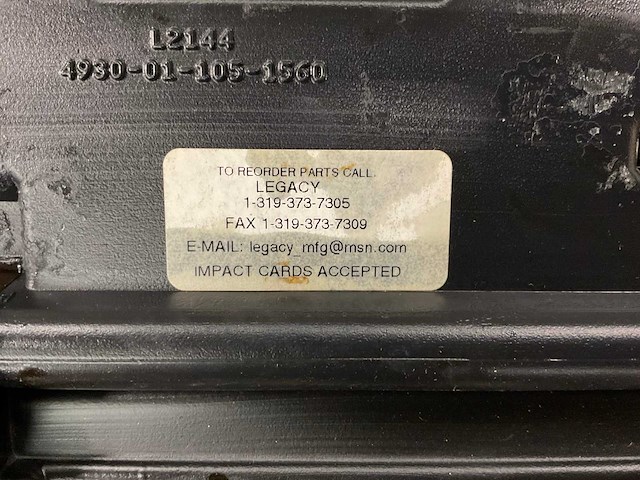 L2144
4930-01-105-1560
TO REORDER PARTS CALL
LEGACY
1-319-373-7305
FAX 1-319-373-7309
E-MAIL: legacy_mfg@msn.com
IMPACT CARDS ACCEPTED